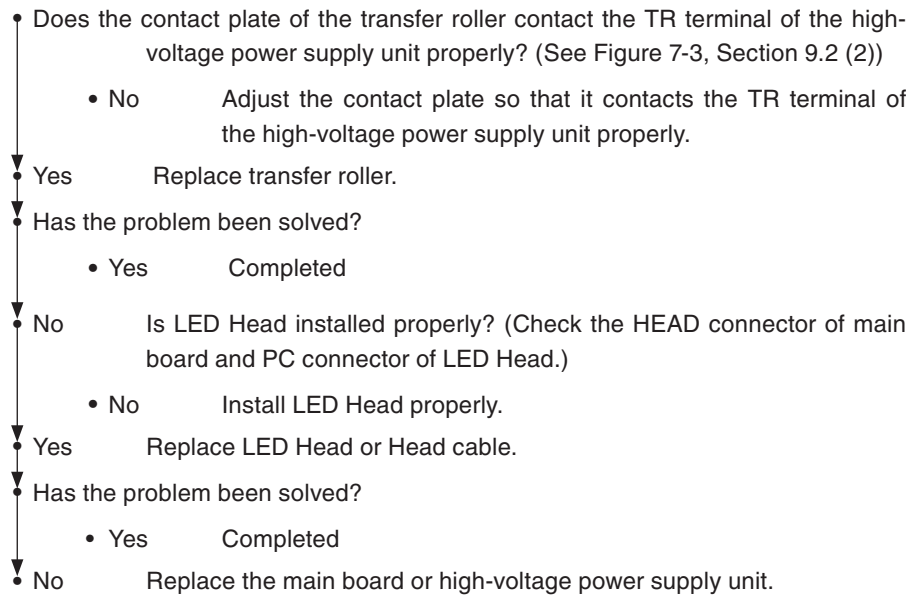 • Does the contact plate of the transfer roller contact the TR terminal of the high-
voltage power supply unit properly? (See Figure 7-3, Section 9.2 (2))
• No Adjust the contact plate so that it contacts the TR terminal of
the high-voltage power supply unit properly.
• Yes Replace transfer roller.
• Has the problem been solved?
• Yes Completed
• No Is LED Head installed properly? (Check the HEAD connector of main
board and PC connector of LED Head.)
• No Install LED Head properly.
• Yes Replace LED Head or Head cable.
• Has the problem been solved?
• Yes Completed
• No Replace the main board or high-voltage power supply unit.